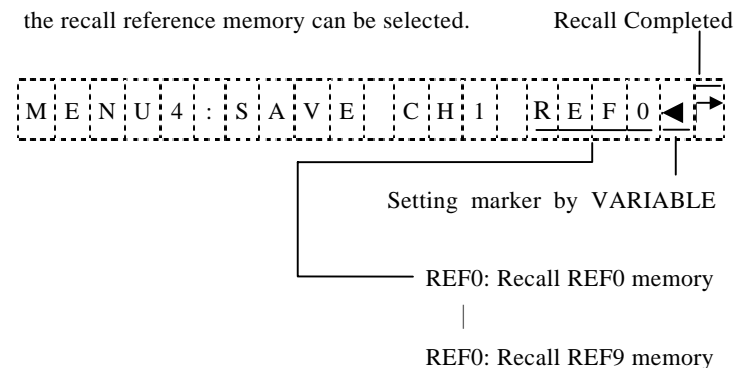 the recall reference memory can be selected. Recall Completed
MENU4:SAVE CH1 REF0◀
Setting marker by VARIABLE
REF0: Recall REF0 memory
REF0: Recall REF9 memory